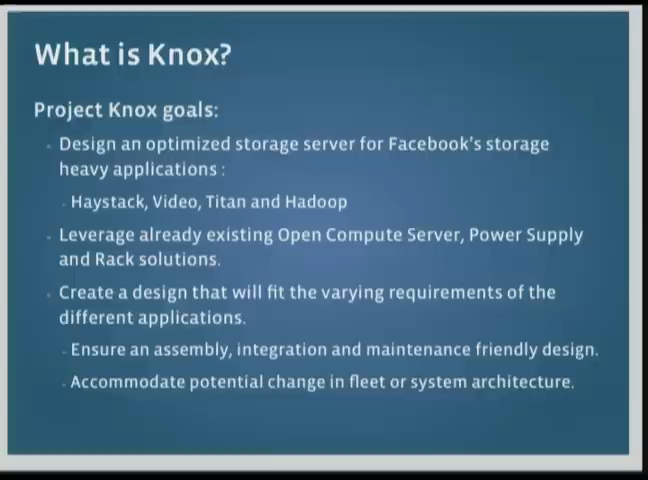 What is Knox?
Project Knox goals:
Design an optimized storage server for Facebook's storage
heavy applications :
Haystack, Video, Titan and Hadoop
Leverage already existing Open Compute Server, Power Supply
and Rack solutions.
Create a design that will fit the varying requirements of the
different applications.
Ensure an assembly, integration and maintenance friendly design.
Accommodate potential change in fleet or system architecture.